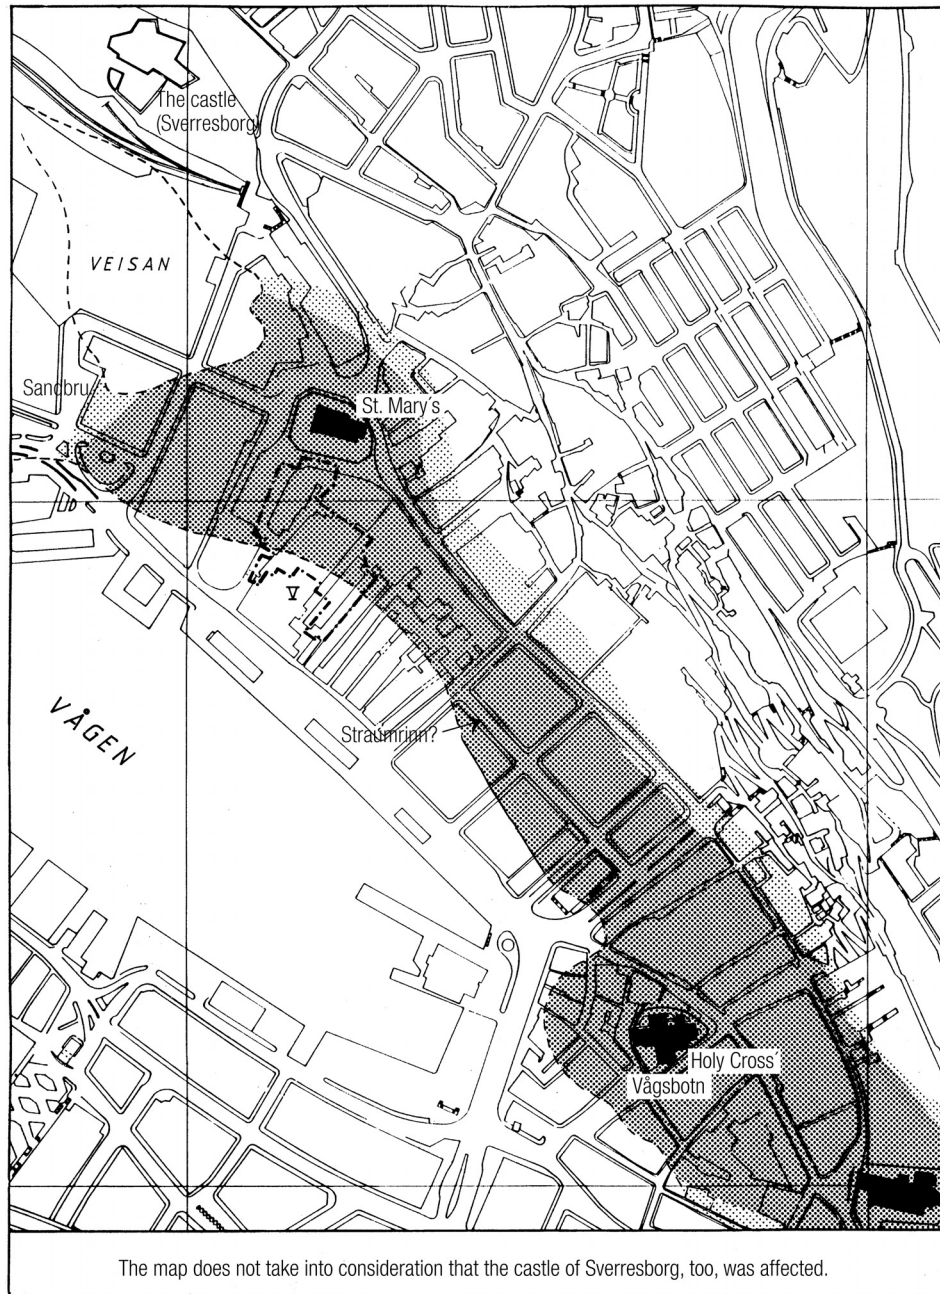 The castle
(Sverresborg)
VEISAN
Sandbru
St. Mary´s
V
VÅGEN
Straumrinn?
Holy Cross´
Vågsbotn
The map does not take into consideration that the castle of Sverresborg, too, was affected.